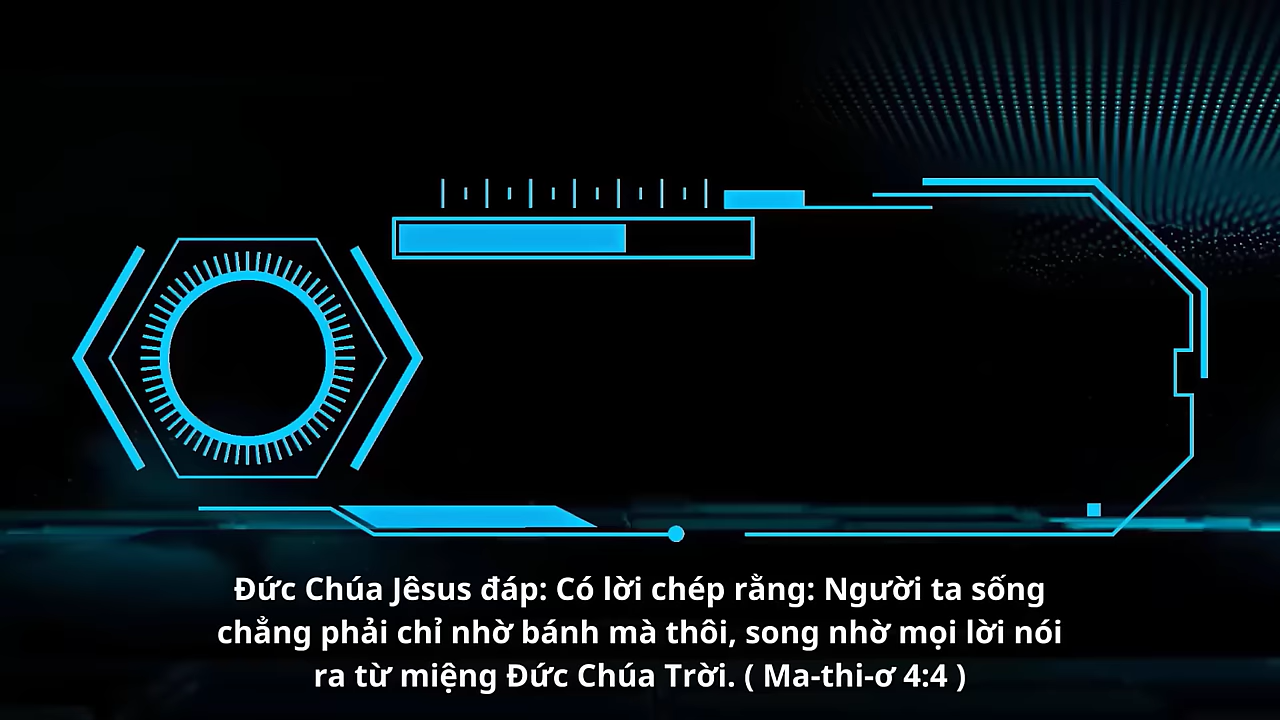 Đức Chúa Jêsus đáp: Có lời chép rằng: Người ta sống
chẳng phải chỉ nhờ bánh mà thôi, song nhờ mọi lời nói
ra từ miệng Đức Chúa Trời. ( Ma-thi-ơ 4:4 )